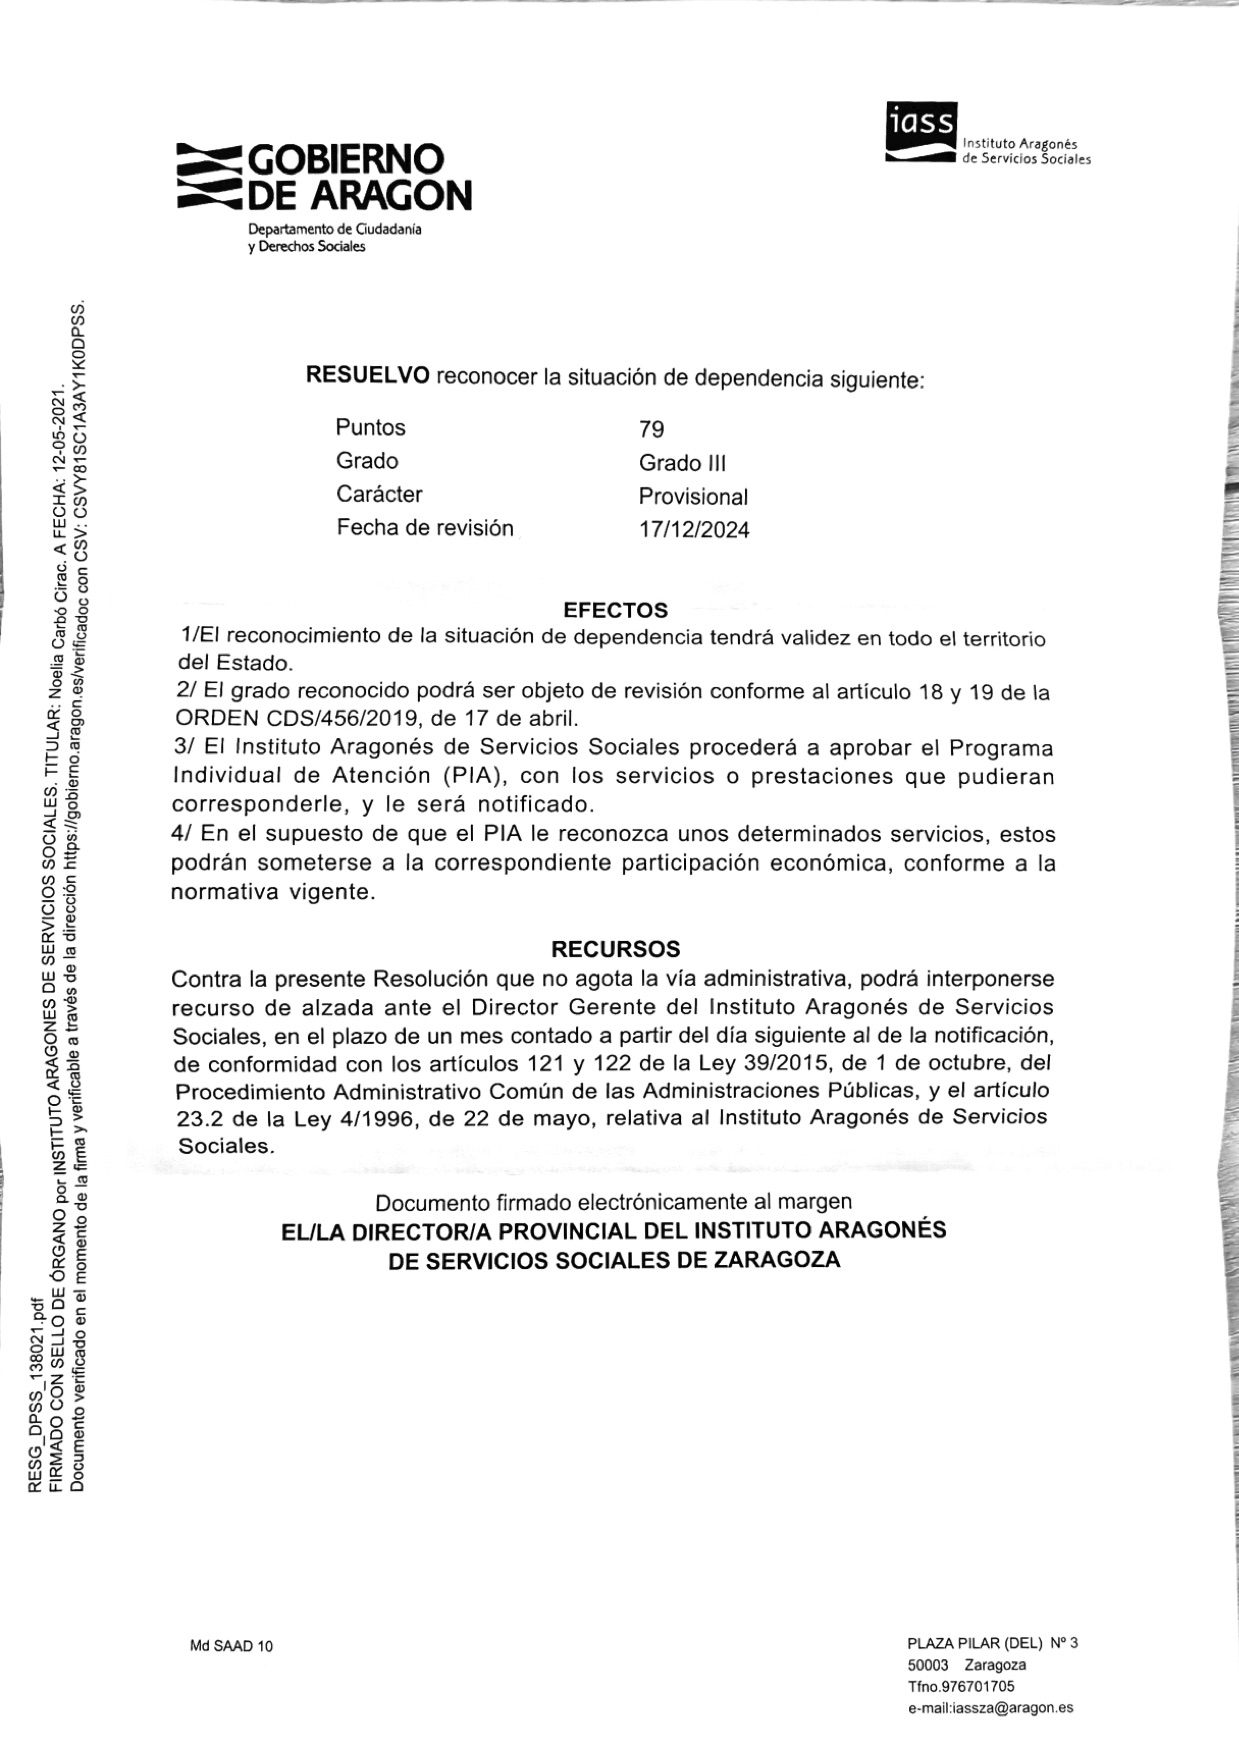 iass
Instituto Aragonés
de Servicios Sociales
GOBIERNO
DE ARAGON
Departamento de Ciudadanía
y Derechos Sociales
RESUELVO reconocer la situación de dependencia siguiente:
Puntos 79
Grado Grado III
Carácter Provisional
Fecha de revisión 17/12/2024
EFECTOS
1/El reconocimiento de la situación de dependencia tendrá validez en todo el territorio
del Estado.
2/ El grado reconocido podrá ser objeto de revisión conforme al artículo 18 y 19 de la
ORDEN CDS/456/2019, de 17 de abril.
3/ El Instituto Aragonés de Servicios Sociales procederá a aprobar el Programa
Individual de Atención (PIA), con los servicios o prestaciones que pudieran
corresponderle, y le será notificado.
4/ En el supuesto de que el PIA le reconozca unos determinados servicios, estos
podrán someterse a la correspondiente participación económica, conforme a la
normativa vigente.
RECURSOS
Contra la presente Resolución que no agota la vía administrativa, podrá interponerse
recurso de alzada ante el Director Gerente del Instituto Aragonés de Servicios
Sociales, en el plazo de un mes contado a partir del día siguiente al de la notificación,
de conformidad con los artículos 121 y 122 de la Ley 39/2015, de 1 de octubre, del
Procedimiento Administrativo Común de las Administraciones Públicas, y el artículo
23.2 de la Ley 4/1996, de 22 de mayo, relativa al Instituto Aragonés de Servicios
Sociales.
Documento firmado electrónicamente al margen
EL/LA DIRECTOR/A PROVINCIAL DEL INSTITUTO ARAGONÉS
DE SERVICIOS SOCIALES DE ZARAGOZA
RESG_DPSS_138021.pdf
FIRMADO CON SELLO DE ÓRGANO por INSTITUTO ARAGONES DE SERVICIOS SOCIALES. TITULAR: Noelia Carbó Cirac. A FECHA: 12-05-2021.
Documento verificado en el momento de la firma y verificable a través de la dirección https://gobierno.aragon.es/verificadoc con CSV: CSVY81SC1A3AY1K0DPSS.
Md SAAD 10
PLAZA PILAR (DEL) Nº 3
50003 Zaragoza
Tfno.976701705
e-mail:iassza@aragon.es